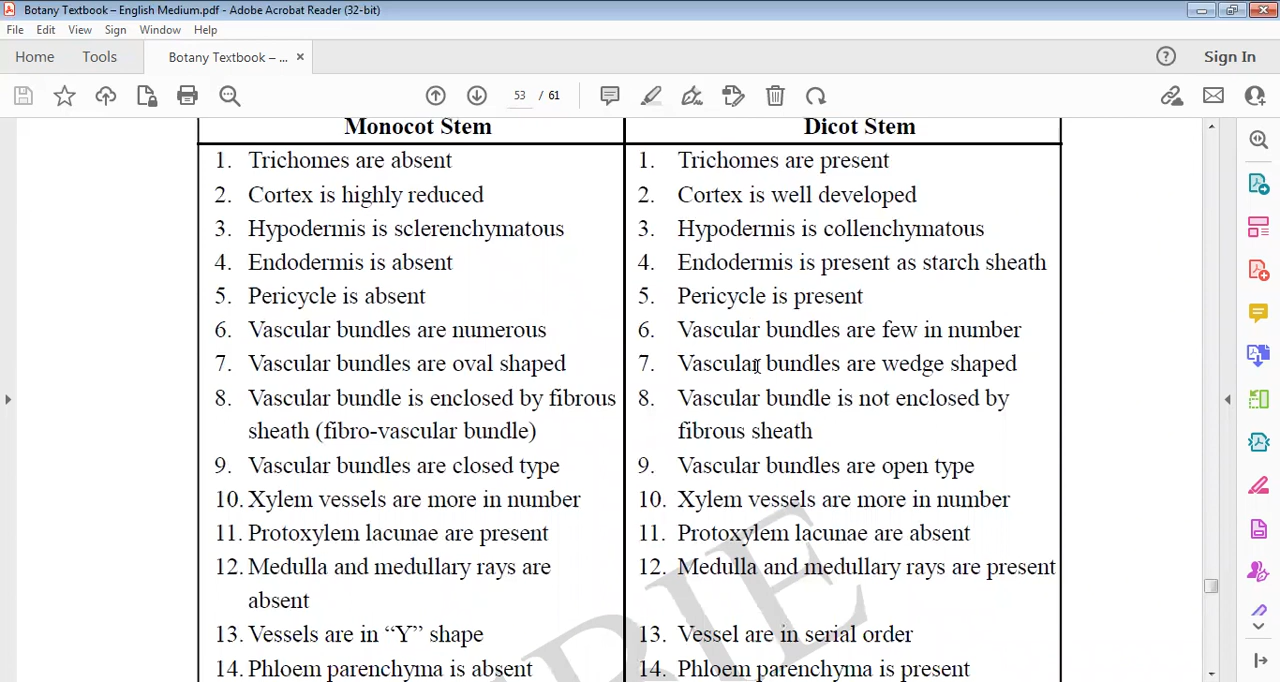 Botany Textbook – English Medium.pdf - Adobe Acrobat Reader (32-bit)
File Edit View Sign Window Help
Home Tools Botany Textbook – ... × Sign In
53 / 61
Monocot Stem
1. Trichomes are absent
2. Cortex is highly reduced
3. Hypodermis is sclerenchymatous
4. Endodermis is absent
5. Pericycle is absent
6. Vascular bundles are numerous
7. Vascular bundles are oval shaped
8. Vascular bundle is enclosed by fibrous
sheath (fibro-vascular bundle)
9. Vascular bundles are closed type
10. Xylem vessels are more in number
11. Protoxylem lacunae are present
12. Medulla and medullary rays are
absent
13. Vessels are in “Y” shape
14. Phloem parenchyma is absent
Dicot Stem
1. Trichomes are present
2. Cortex is well developed
3. Hypodermis is collenchymatous
4. Endodermis is present as starch sheath
5. Pericycle is present
6. Vascular bundles are few in number
7. Vascular bundles are wedge shaped
8. Vascular bundle is not enclosed by
fibrous sheath
9. Vascular bundles are open type
10. Xylem vessels are more in number
11. Protoxylem lacunae are absent
12. Medulla and medullary rays are present
13. Vessel are in serial order
14. Phloem parenchyma is present